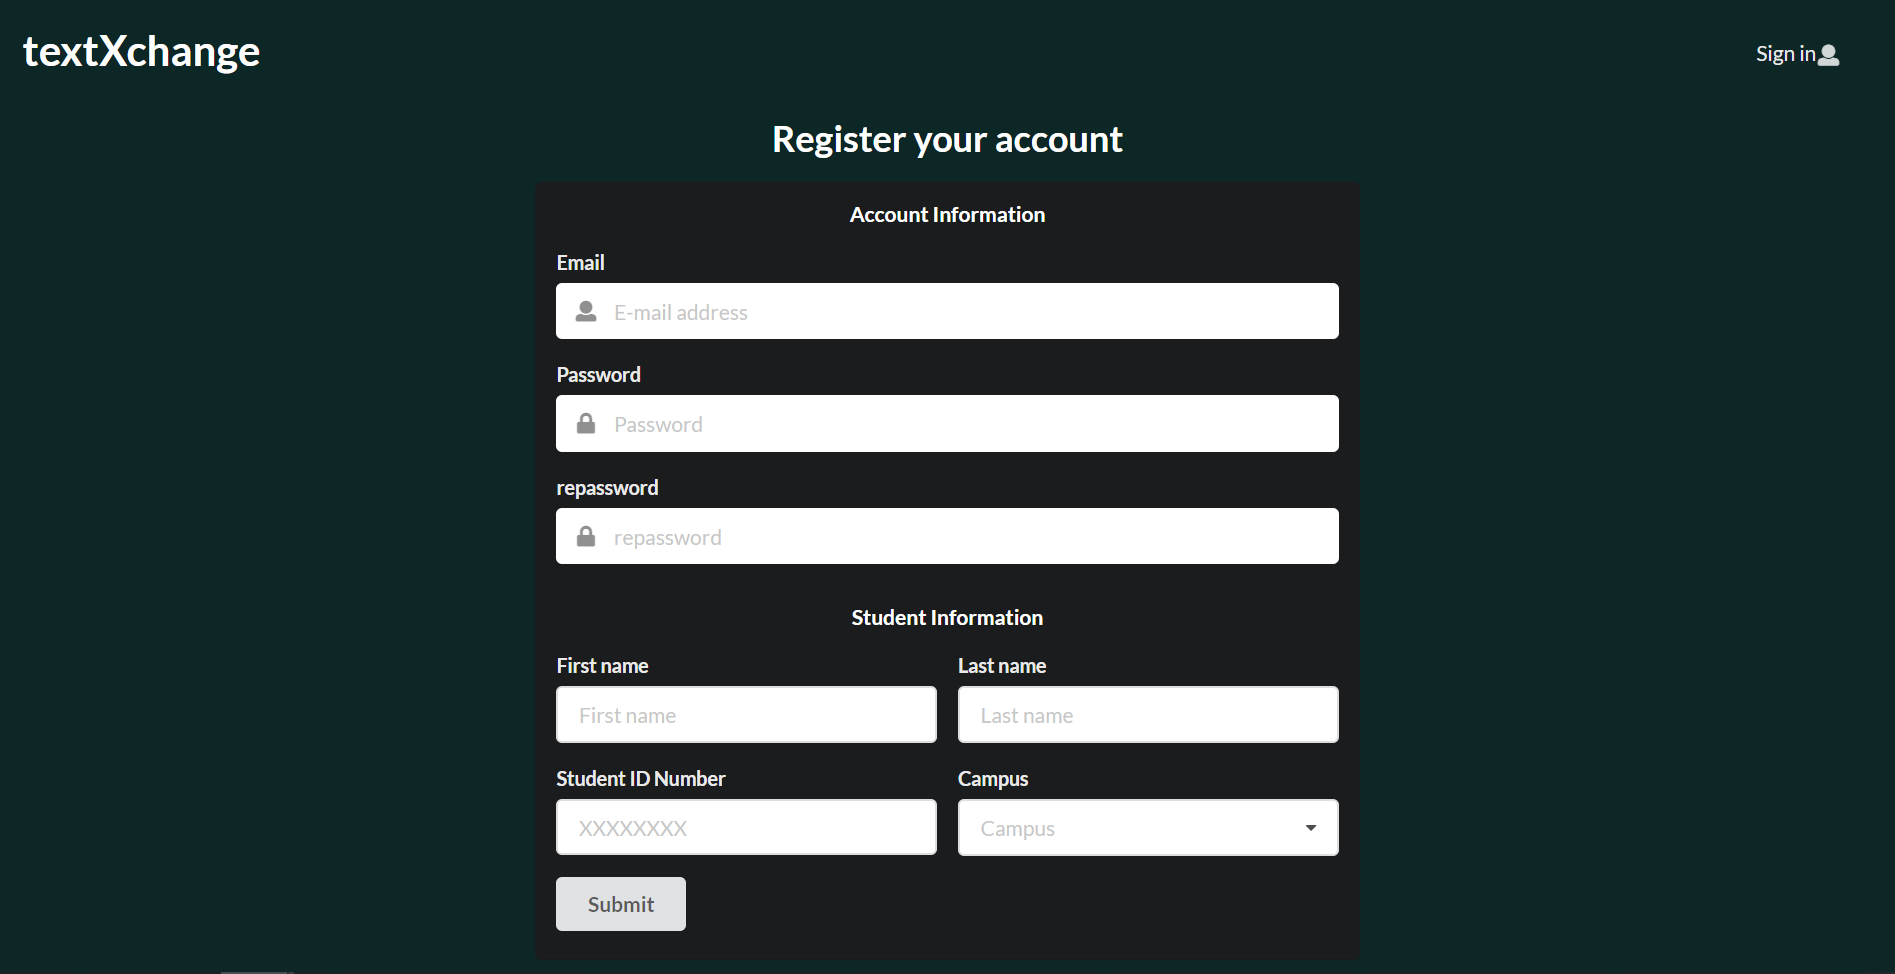 textXchange
Sign in
Register your account
Account Information
Email
E-mail address
Password
Password
repassword
repassword
Student Information
First name Last name
First name Last name
Student ID Number Campus
XXXXXXXX Campus
Submit